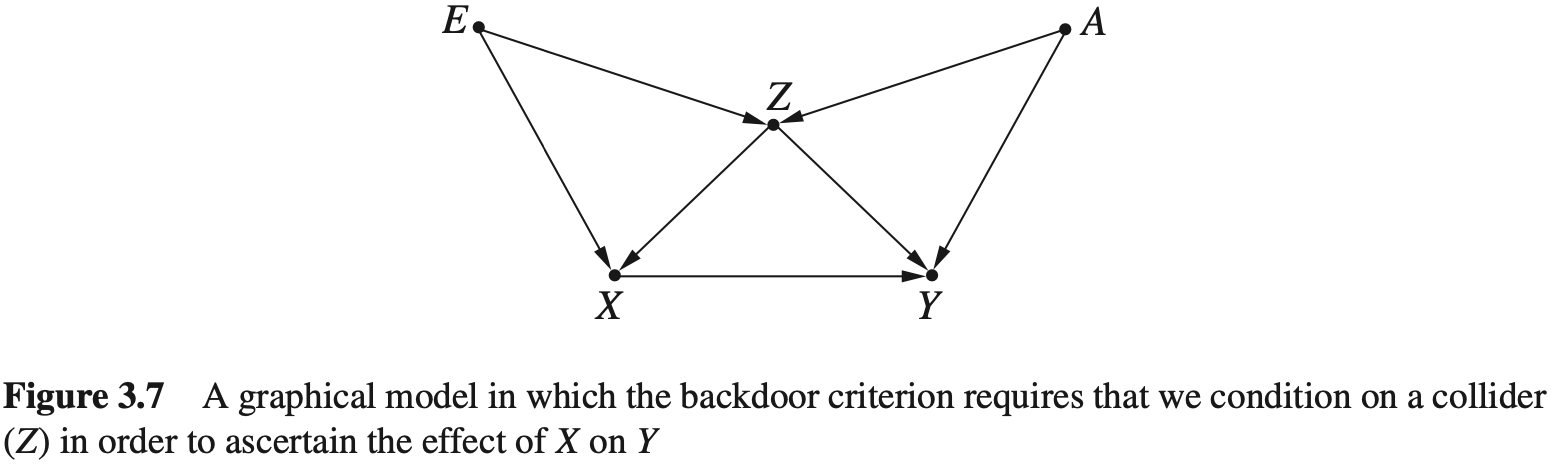 E
A
Z
X
Y
Figure 3.7 A graphical model in which the backdoor criterion requires that we condition on a collider
(Z) in order to ascertain the effect of X on Y